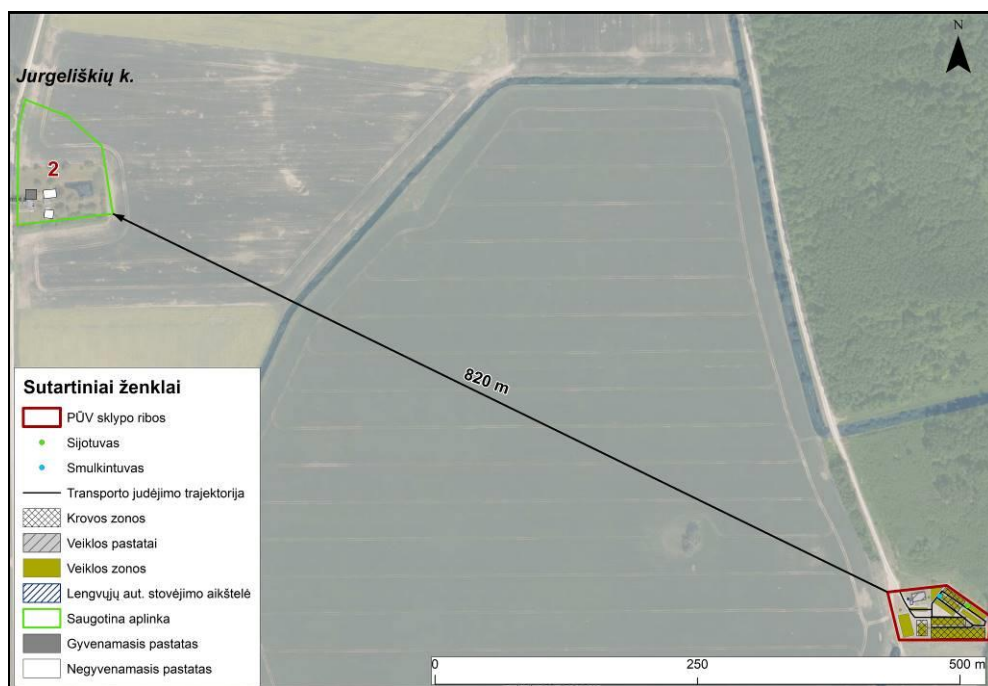 N
Jurgeliškių k.
2
820 m
Sutartiniai ženklai
PŪV sklypo ribos
Sijotuvas
Smulkintuvas
Transporto judėjimo trajektorija
Krovos zonos
Veiklos pastatai
Veiklos zonos
Lengvųjų aut. stovėjimo aikštelė
Saugotina aplinka
Gyvenamasis pastatas
Negyvenamasis pastatas
0 250 500 m